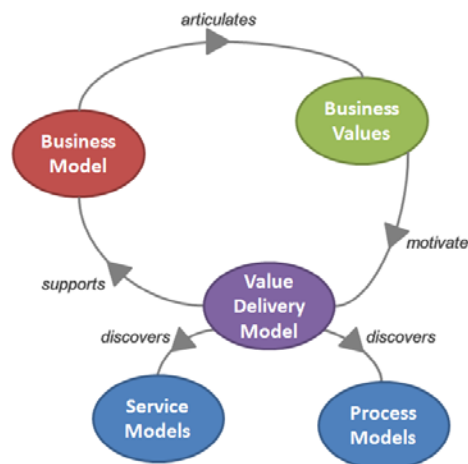 articulates
Business
Model
Business
Values
motivate
supports
Value
Delivery
Model
discovers
discovers
Service
Models
Process
Models